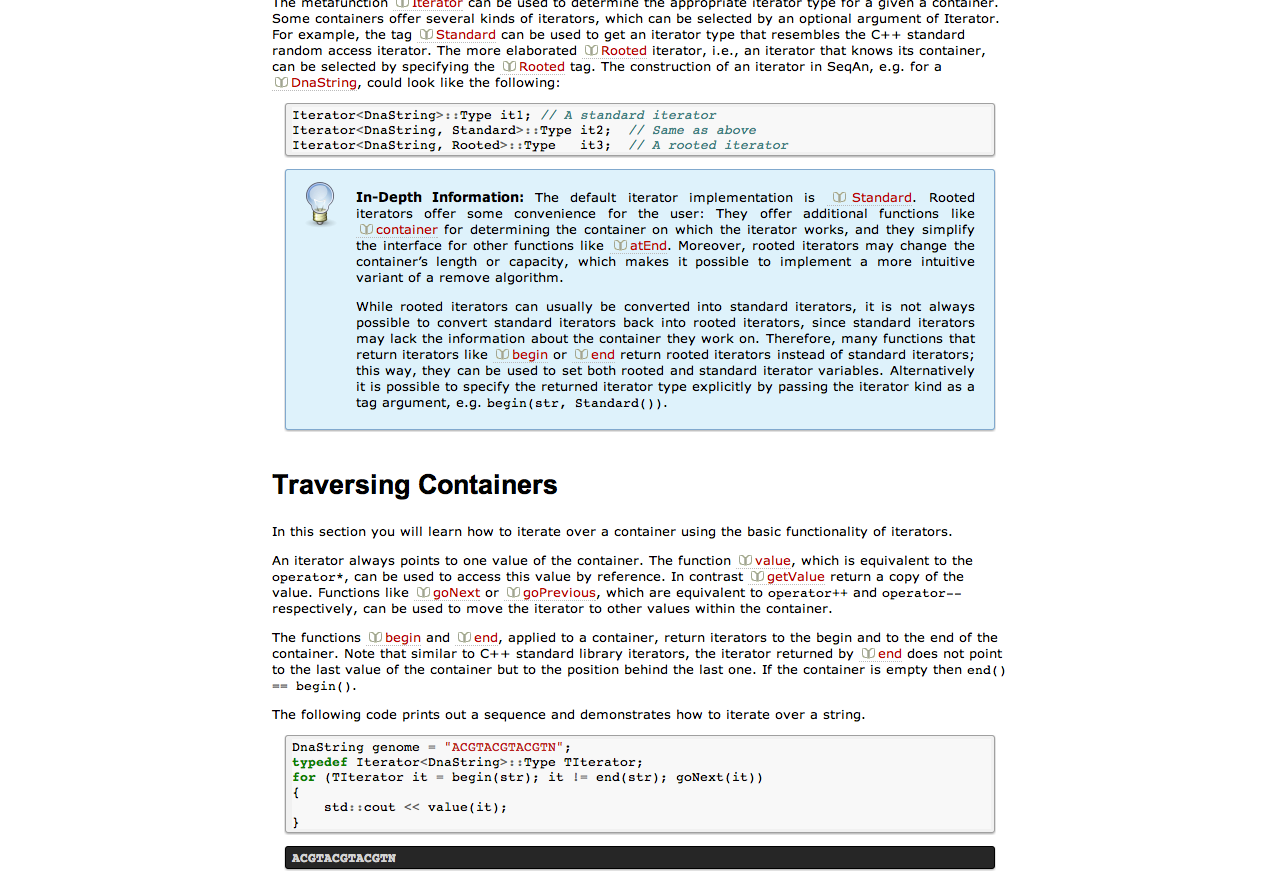 The metafunction Iterator can be used to determine the appropriate iterator type for a given a container.
Some containers offer several kinds of iterators, which can be selected by an optional argument of Iterator.
For example, the tag Standard can be used to get an iterator type that resembles the C++ standard
random access iterator. The more elaborated Rooted iterator, i.e., an iterator that knows its container,
can be selected by specifying the Rooted tag. The construction of an iterator in SeqAn, e.g. for a
DnaString, could look like the following:
Iterator<DnaString>::Type it1; // A standard iterator
Iterator<DnaString, Standard>::Type it2;  // Same as above
Iterator<DnaString, Rooted>::Type   it3;  // A rooted iterator
In-Depth Information: The default iterator implementation is Standard. Rooted
iterators offer some convenience for the user: They offer additional functions like
container for determining the container on which the iterator works, and they simplify
the interface for other functions like atEnd. Moreover, rooted iterators may change the
container’s length or capacity, which makes it possible to implement a more intuitive
variant of a remove algorithm.
While rooted iterators can usually be converted into standard iterators, it is not always
possible to convert standard iterators back into rooted iterators, since standard iterators
may lack the information about the container they work on. Therefore, many functions that
return iterators like begin or end return rooted iterators instead of standard iterators;
this way, they can be used to set both rooted and standard iterator variables. Alternatively
it is possible to specify the returned iterator type explicitly by passing the iterator kind as a
tag argument, e.g. begin(str, Standard()).
Traversing Containers
In this section you will learn how to iterate over a container using the basic functionality of iterators.
An iterator always points to one value of the container. The function value, which is equivalent to the
operator*, can be used to access this value by reference. In contrast getValue return a copy of the
value. Functions like goNext or goPrevious, which are equivalent to operator++ and operator--
respectively, can be used to move the iterator to other values within the container.
The functions begin and end, applied to a container, return iterators to the begin and to the end of the
container. Note that similar to C++ standard library iterators, the iterator returned by end does not point
to the last value of the container but to the position behind the last one. If the container is empty then end()
== begin().
The following code prints out a sequence and demonstrates how to iterate over a string.
DnaString genome = "ACGTACGTACGTN";
typedef Iterator<DnaString>::Type TIterator;
for (TIterator it = begin(str); it != end(str); goNext(it))
{
    std::cout << value(it);
}
ACGTACGTACGTN